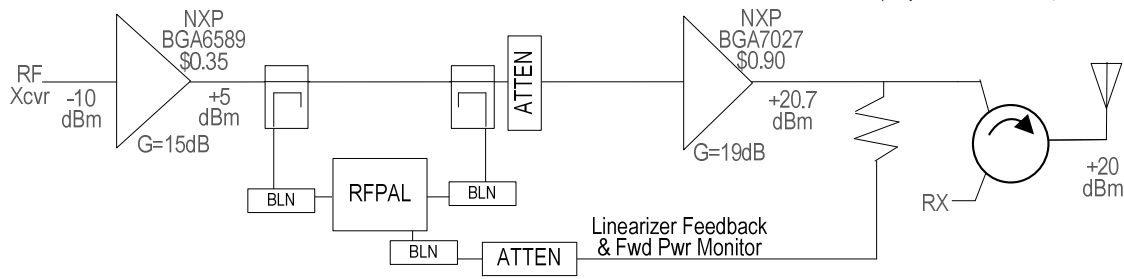 NXP
BGA6589
$0.35
RF
Xcvr
-10
dBm
+5
dBm
G=15dB
ATTEN
NXP
BGA7027
$0.90
+20.7
dBm
G=19dB
+20
dBm
RX
BLN
RFPAL
BLN
BLN
ATTEN
Linearizer Feedback
& Fwd Pwr Monitor